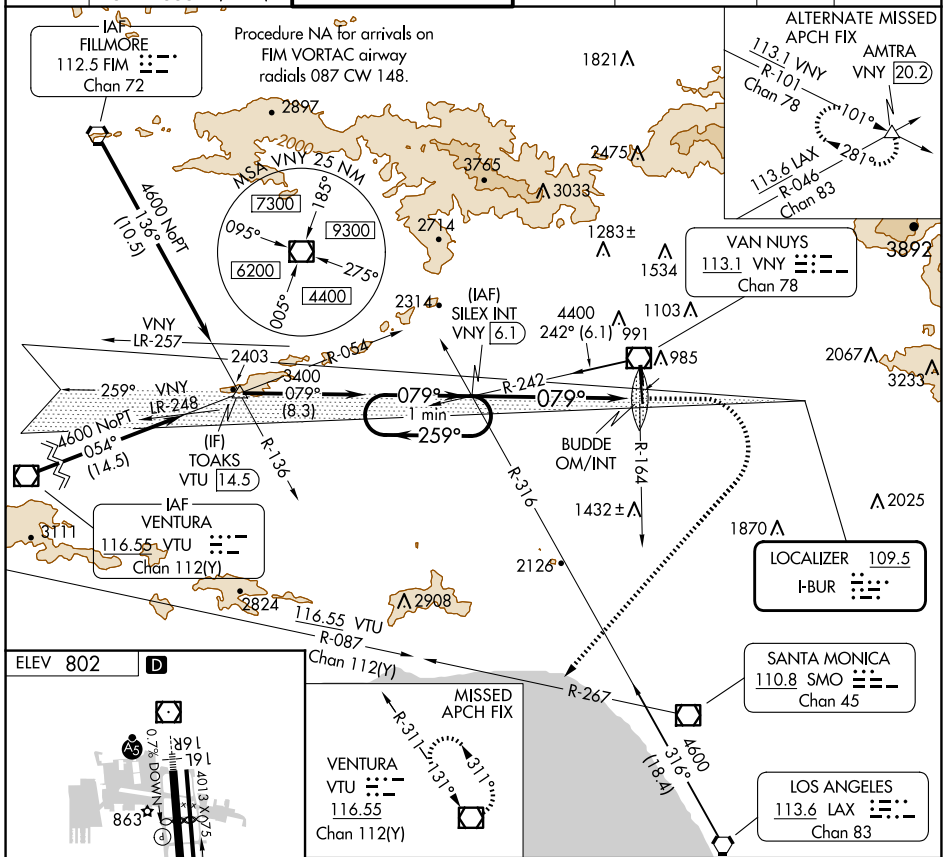 IAF
FILLMORE
112.5 FIM
Chan 72
Procedure NA for arrivals on
FIM VORTAC airway
radials 087 CW 148.
1821
ALTERNATE MISSED
APCH FIX
113.1 VNY
R-101
Chan 78
AMTRA
VNY 20.2
101°
281°
113.6 LAX
R-046
Chan 83
2897
2000
2475
3765
3033
MSA VNY 25 NM
7300
185°
095°
9300
6200
275°
005°
4400
4600 NoPT
136°
(10.5)
2714
1283 ±
1534
VAN NUYS
113.1 VNY
Chan 78
3892
2314
(IAF)
SILEX INT
VNY 6.1
4400
242° (6.1)
991
1103
985
2067
3233
VNY
LR-257
R-054
2403
3400
R-242
259° VNY
LR-248
079°
(8.3)
079°
1 min
259°
079°
4600 NoPT
054°
(14.5)
(IF)
TOAKS
VTU 14.5
R-136
BUDDE
OM/INT
R-164
R-316
IAF
VENTURA
116.55 VTU
Chan 112(Y)
3111
1432 ±
2025
1870
LOCALIZER 109.5
I-BUR
2126
2824
2908
116.55 VTU
R-087
Chan 112(Y)
R-267
SANTA MONICA
110.8 SMO
Chan 45
4600
316°
(18.4)
LOS ANGELES
113.6 LAX
Chan 83
ELEV 802
D
A5
0.7% DOWN
16R
16L
4013 X 75
863
P
MISSED
APCH FIX
R-311
131°
311°
VENTURA
VTU
116.55
Chan 112(Y)